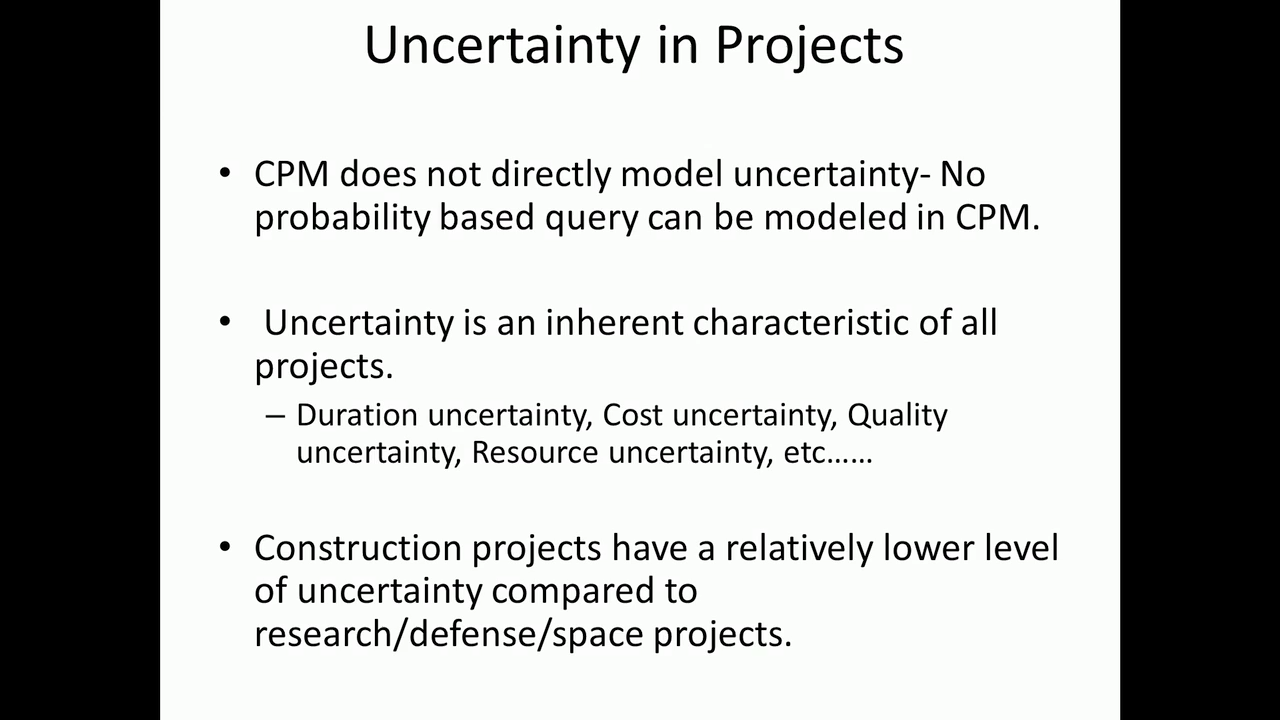 Uncertainty in Projects
• CPM does not directly model uncertainty- No
probability based query can be modeled in CPM.
• Uncertainty is an inherent characteristic of all
projects.
– Duration uncertainty, Cost uncertainty, Quality
uncertainty, Resource uncertainty, etc......
• Construction projects have a relatively lower level
of uncertainty compared to
research/defense/space projects.